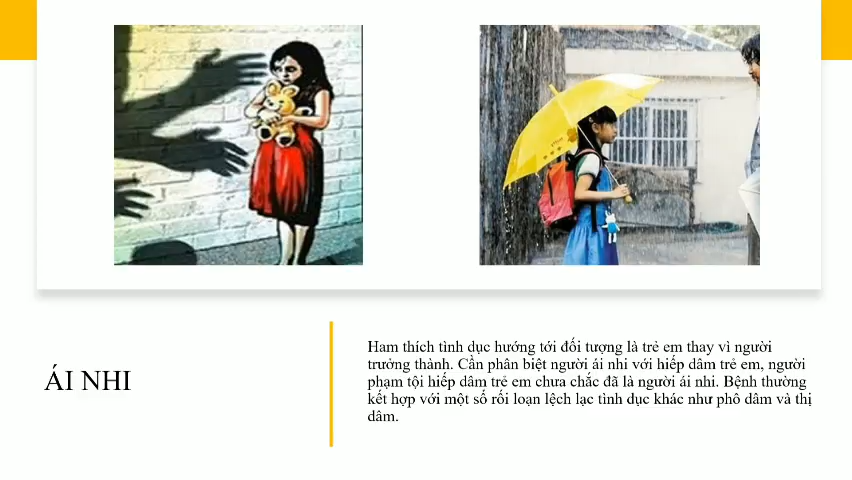 ÁI NHI
Ham thích tình dục hướng tới đối tượng là trẻ em thay vì người
trưởng thành. Cần phân biệt người ái nhi với hiếp dâm trẻ em, người
phạm tội hiếp dâm trẻ em chưa chắc đã là người ái nhi. Bệnh thường
kết hợp với một số rối loạn lệch lạc tình dục khác như phô dâm và thị
dâm.